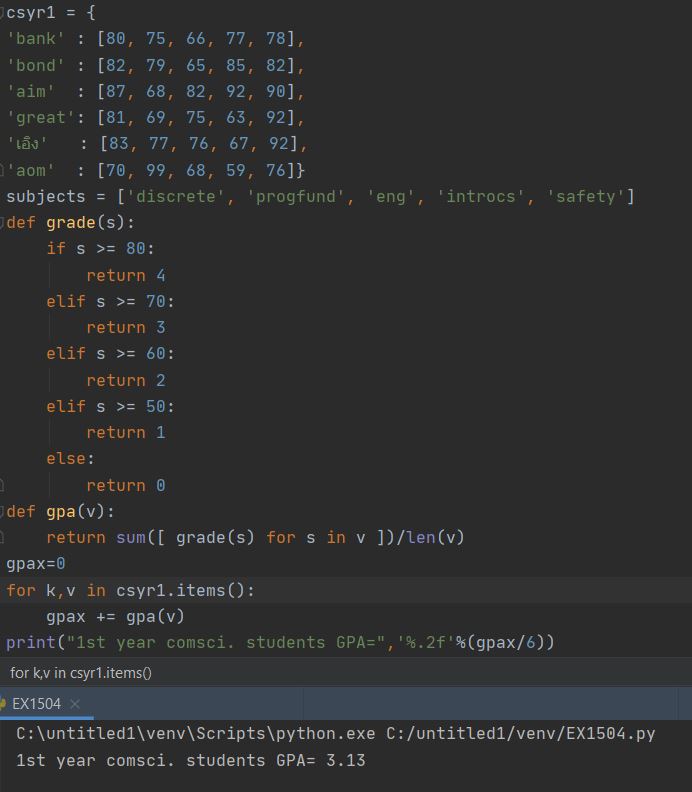 csyr1 = {
'bank' : [80, 75, 66, 77, 78],
'bond' : [82, 79, 65, 85, 82],
'aim'  : [87, 68, 82, 92, 90],
'great': [81, 69, 75, 63, 92],
'เอิง'   : [83, 77, 76, 67, 92],
'aom'  : [70, 99, 68, 59, 76]}
subjects = ['discrete', 'progfund', 'eng', 'introcs', 'safety']
def grade(s):
    if s >= 80:
        return 4
    elif s >= 70:
        return 3
    elif s >= 60:
        return 2
    elif s >= 50:
        return 1
    else:
        return 0
def gpa(v):
    return sum([ grade(s) for s in v ])/len(v)
gpax=0
for k,v in csyr1.items():
    gpax += gpa(v)
print("1st year comsci. students GPA=",'%.2f'%(gpax/6))
for k,v in csyr1.items()
EX1504 ×
C:\untitled1\venv\Scripts\python.exe C:/untitled1/venv/EX1504.py
1st year comsci. students GPA= 3.13